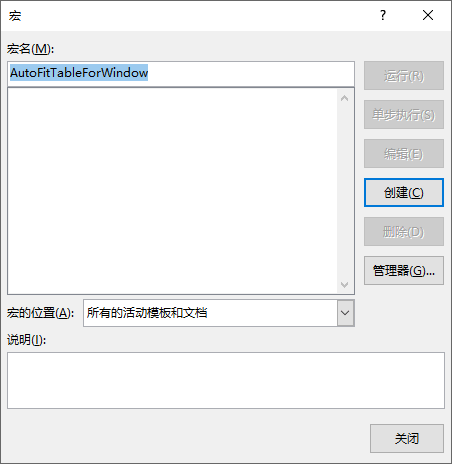 宏
?
宏名(M):
AutoFitTableForWindow
运行(R)
单步执行(S)
编辑(E)
创建(C)
删除(D)
管理器(G)...
宏的位置(A): 所有的活动模板和文档
说明(I):
关闭